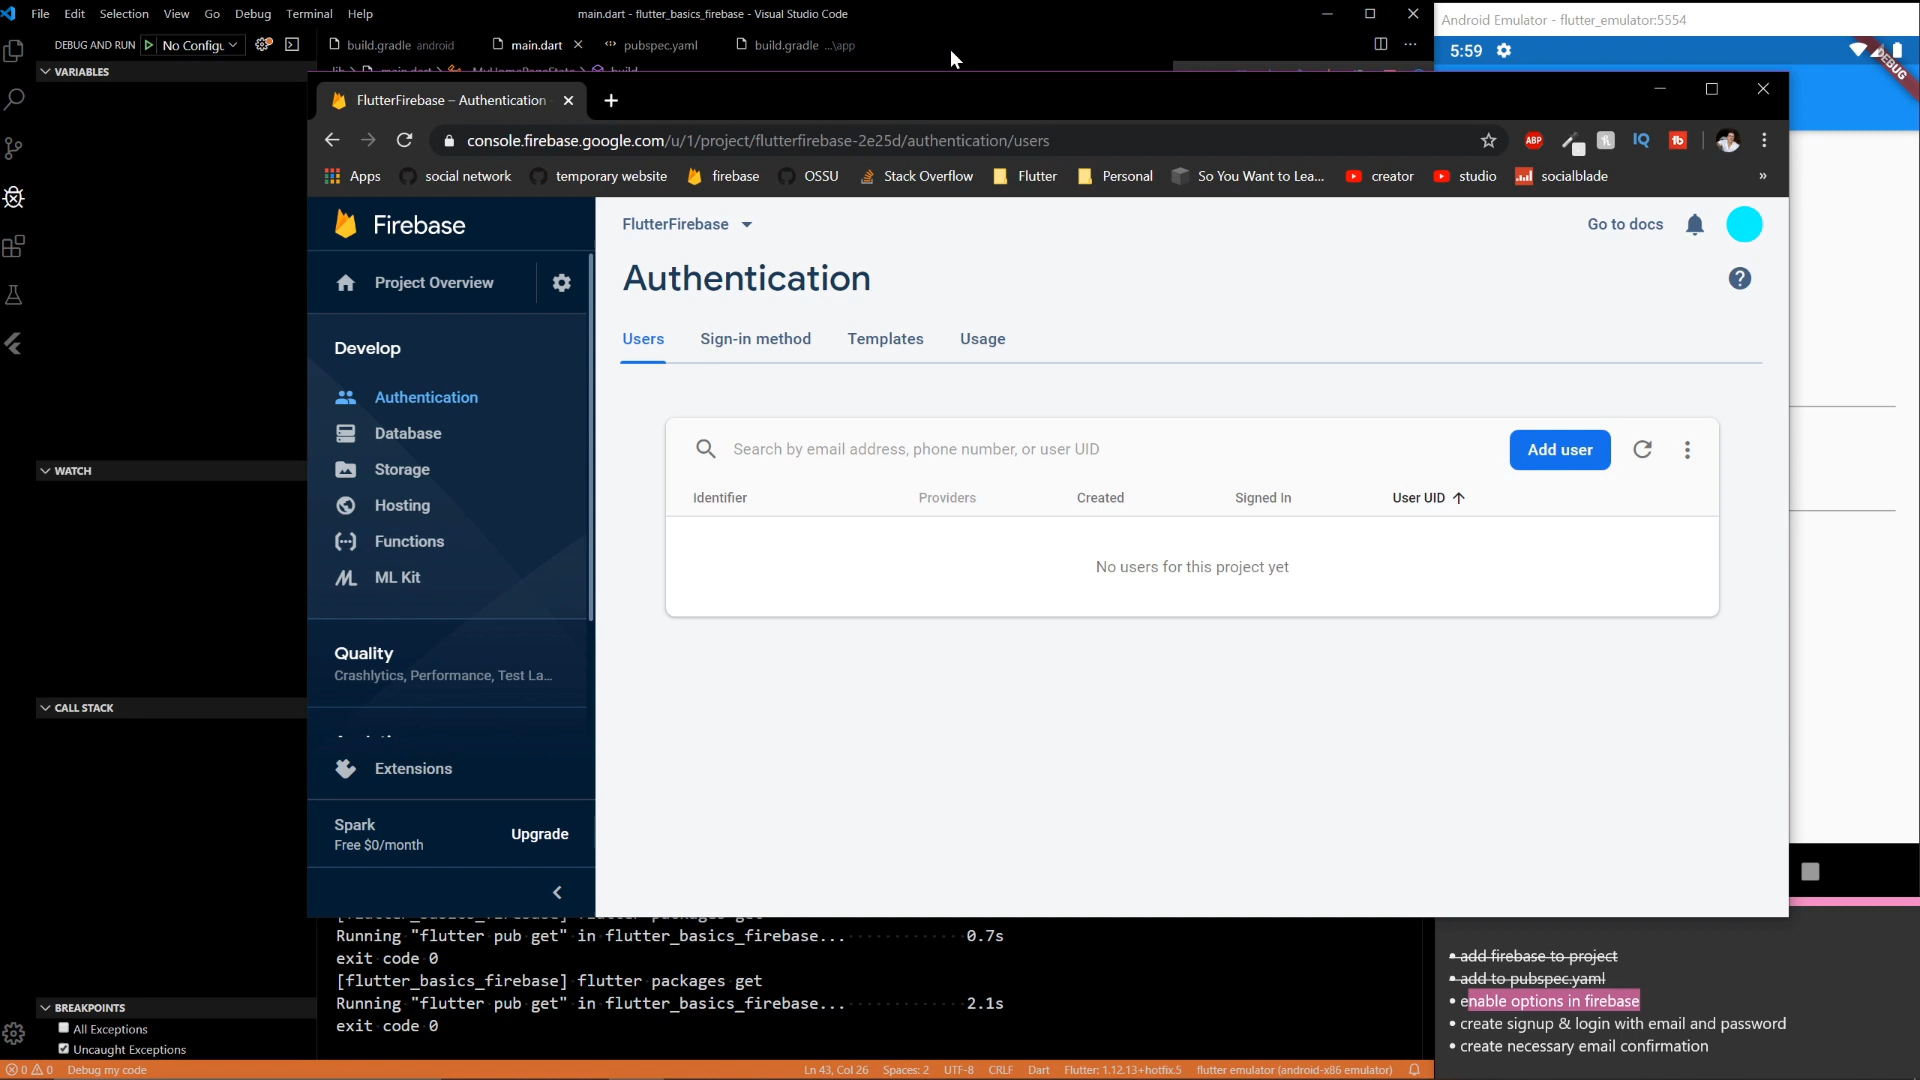 File Edit Selection View Go Debug Terminal Help
main.dart - flutter_basics_firebase - Visual Studio Code
Android Emulator - flutter_emulator:5554
DEBUG AND RUN No Configu
build.gradle android
main.dart
pubspec.yaml
build.gradle ...\app
5:59
DEBUG
VARIABLES
FlutterFirebase – Authentication
console.firebase.google.com/u/1/project/flutterfirebase-2e25d/authentication/users
ABP
IQ
tb
Apps social network temporary website firebase OSSU Stack Overflow Flutter Personal So You Want to Lea... creator studio socialblade »
Firebase
FlutterFirebase
Go to docs
Project Overview
Authentication
?
Users Sign-in method Templates Usage
Develop
Authentication
Database
Storage
Hosting
Functions
ML Kit
Search by email address, phone number, or user UID
Add user
Identifier Providers Created Signed In User UID
No users for this project yet
WATCH
Quality
Crashlytics, Performance, Test La...
CALL STACK
Extensions
Spark
Free $0/month
Upgrade
Running "flutter pub get" in flutter_basics_firebase... 0.7s
exit code 0
[flutter_basics_firebase] flutter packages get
Running "flutter pub get" in flutter_basics_firebase... 2.1s
exit code 0
• add firebase to project
• add to pubspec.yaml
• enable options in firebase
• create signup & login with email and password
• create necessary email confirmation
BREAKPOINTS
All Exceptions
Uncaught Exceptions
0 0 Debug my code
Ln 43, Col 26 Spaces: 2 UTF-8 CRLF Dart Flutter: 1.12.13+hotfix.5 flutter emulator (android-x86 emulator)